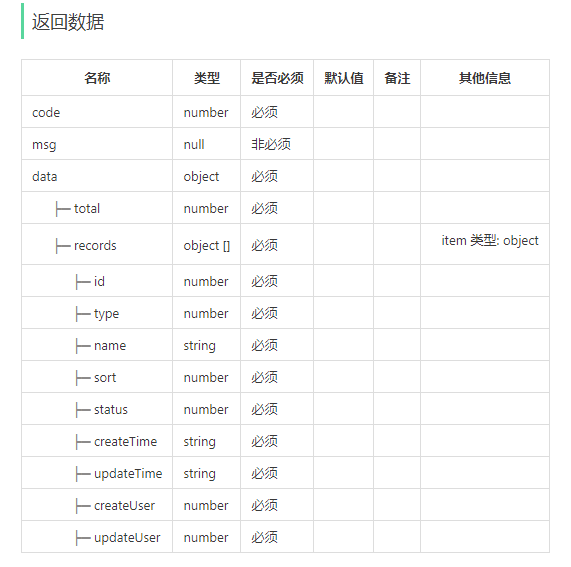 返回数据
名称 类型 是否必须 默认值 备注 其他信息
code number 必须
msg null 非必须
data object 必须
├─ total number 必须
├─ records object [] 必须 item 类型: object
├─ id number 必须
├─ type number 必须
├─ name string 必须
├─ sort number 必须
├─ status number 必须
├─ createTime string 必须
├─ updateTime string 必须
├─ createUser number 必须
├─ updateUser number 必须